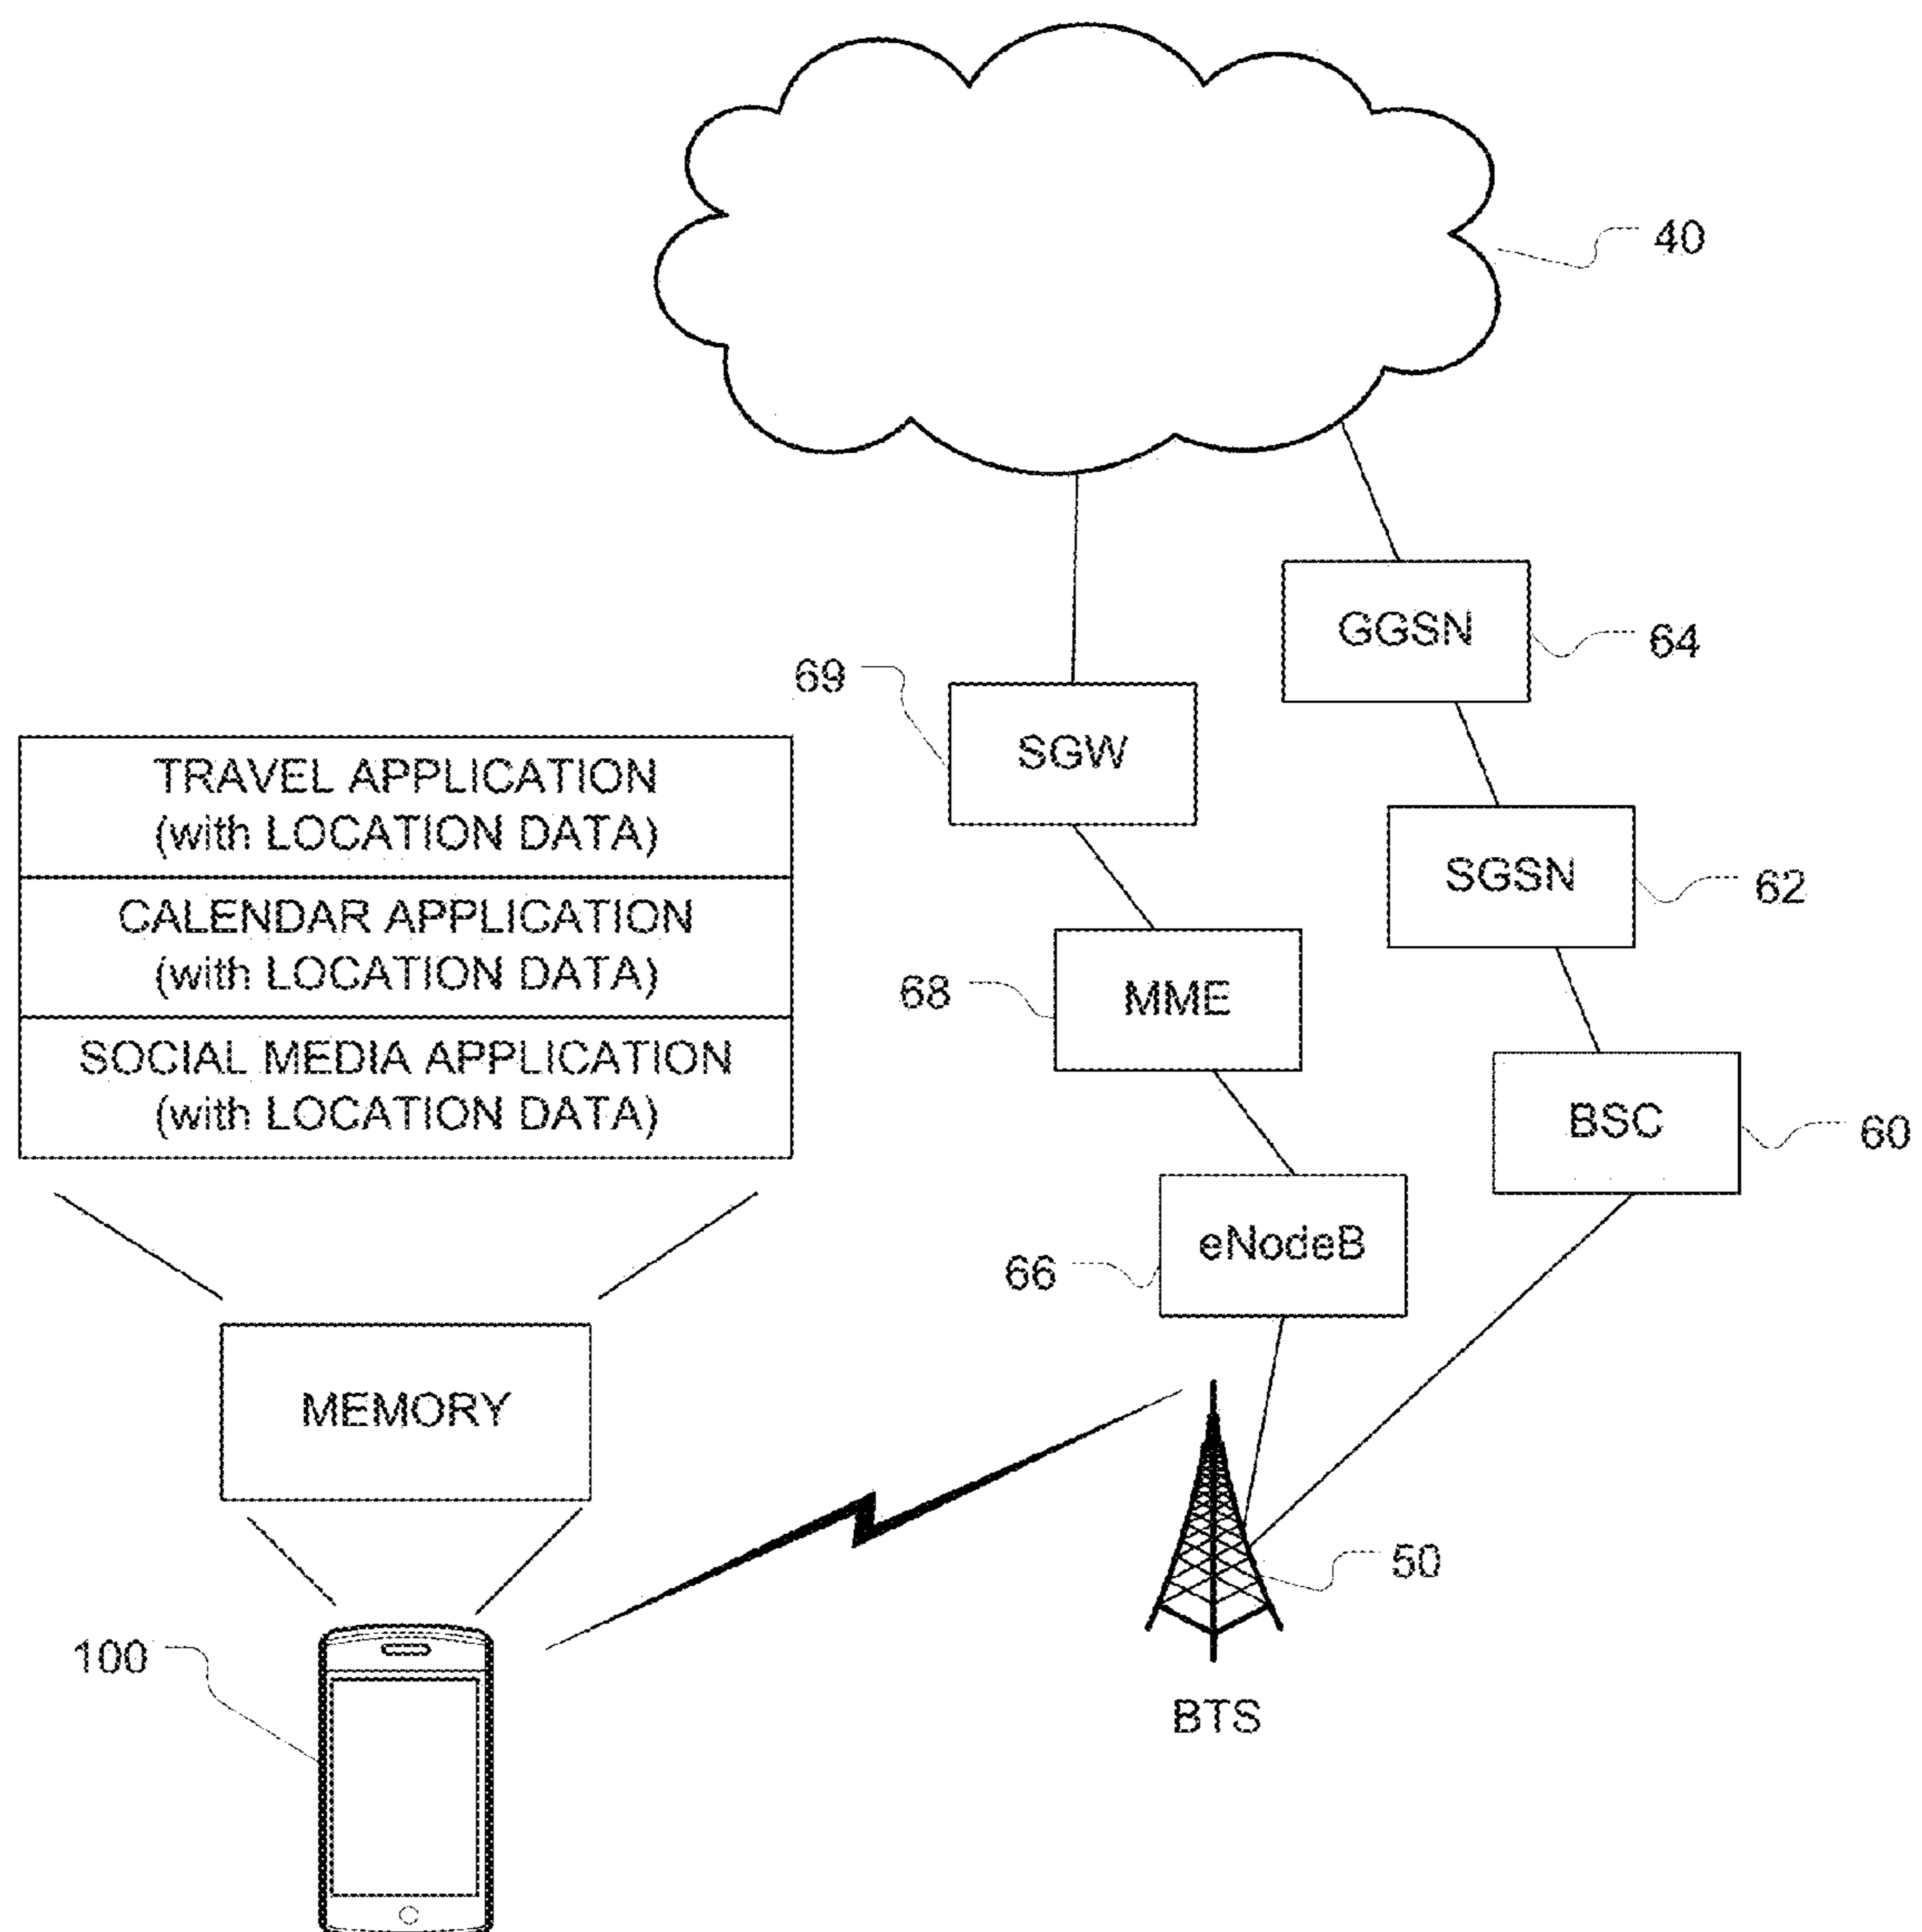 40
GGSN
64
69
SGW
TRAVEL APPLICATION
(with LOCATION DATA)
SGSN
62
CALENDAR APPLICATION
(with LOCATION DATA)
68
MME
SOCIAL MEDIA APPLICATION
(with LOCATION DATA)
BSC
60
eNodeB
66
MEMORY
50
100
BTS